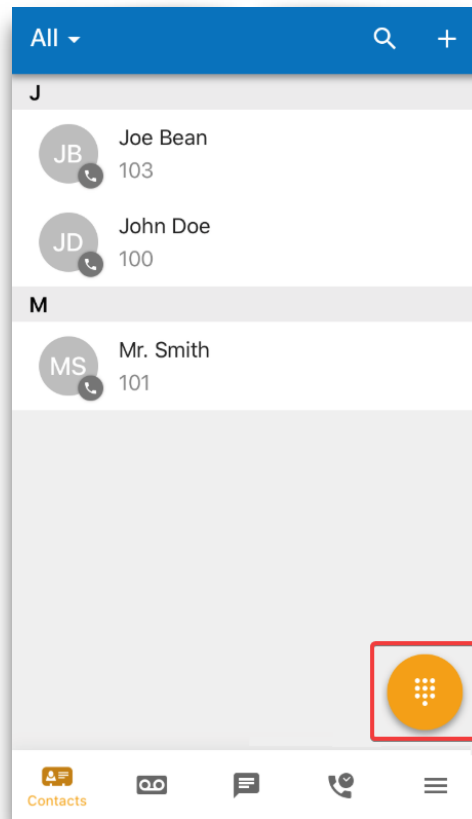 All
J
JB
Joe Bean
103
JD
John Doe
100
M
MS
Mr. Smith
101
Contacts